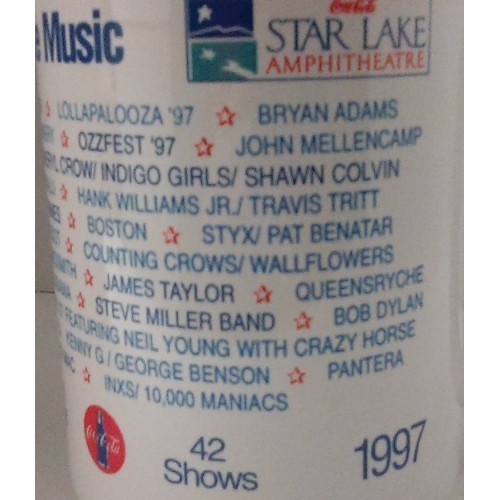 Music
Coca-Cola
STAR LAKE
AMPHITHEATRE
LOLLAPALOOZA '97 ☆ BRYAN ADAMS
☆ OZZFEST '97 ☆ JOHN MELLENCAMP
CROW/ INDIGO GIRLS/ SHAWN COLVIN
☆ HANK WILLIAMS JR./ TRAVIS TRITT
☆ BOSTON ☆ STYX/ PAT BENATAR
☆ COUNTING CROWS/ WALLFLOWERS
☆ JAMES TAYLOR ☆ QUEENSRYCHE
☆ STEVE MILLER BAND ☆ BOB DYLAN
FEATURING NEIL YOUNG WITH CRAZY HORSE
KENNY G / GEORGE BENSON ☆ PANTERA
☆ INXS/ 10,000 MANIACS
Coca-Cola
42
Shows
1997